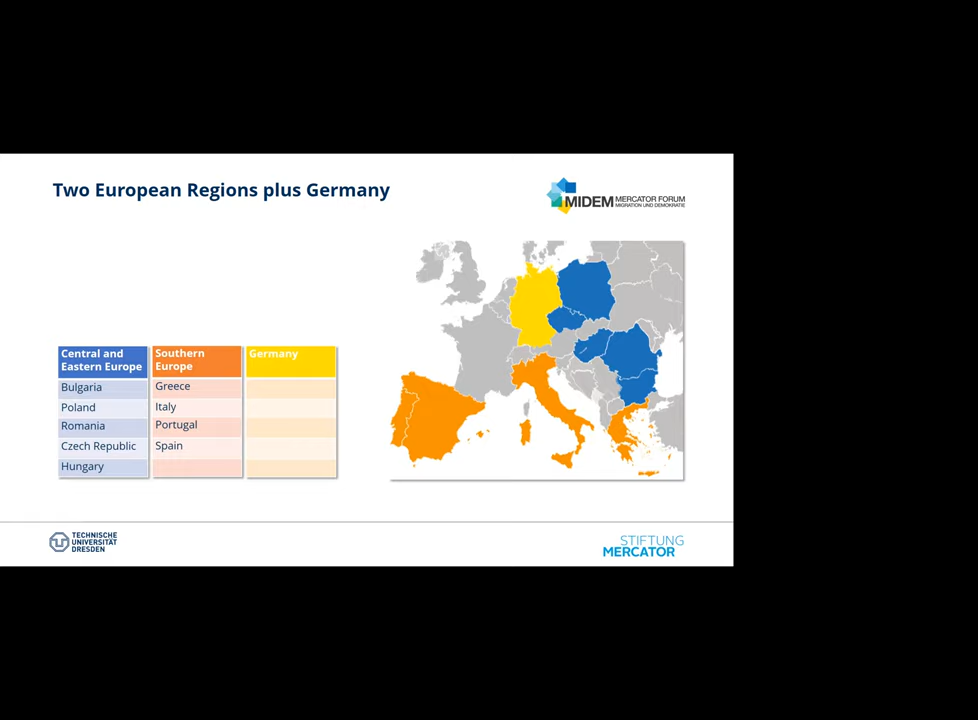 Two European Regions plus Germany
MIDEM MERCATOR FORUM
MIGRATION UND DEMOKRATIE
Central and
Eastern Europe
Bulgaria
Poland
Romania
Czech Republic
Hungary
Southern
Europe
Greece
Italy
Portugal
Spain
Germany
TECHNISCHE
UNIVERSITÄT
DRESDEN
STIFTUNG
MERCATOR